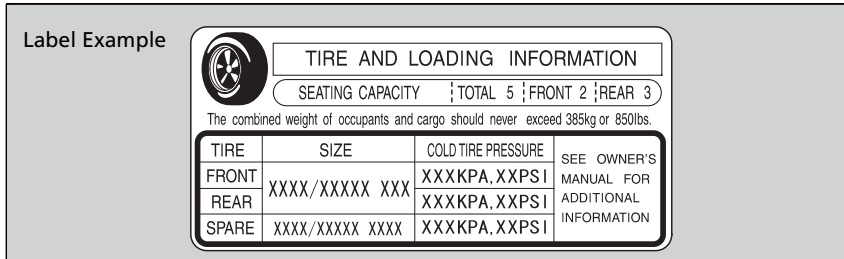 Label Example
TIRE AND LOADING INFORMATION
SEATING CAPACITY TOTAL 5 FRONT 2 REAR 3
The combined weight of occupants and cargo should never exceed 385kg or 850lbs.
TIRE SIZE COLD TIRE PRESSURE
SEE OWNER'S
MANUAL FOR
ADDITIONAL
INFORMATION
FRONT XXXX/XXXXX XXX XXXKPA,XXPSI
REAR XXXKPA,XXPSI
SPARE XXXX/XXXXX XXXX XXXKPA,XXPSI